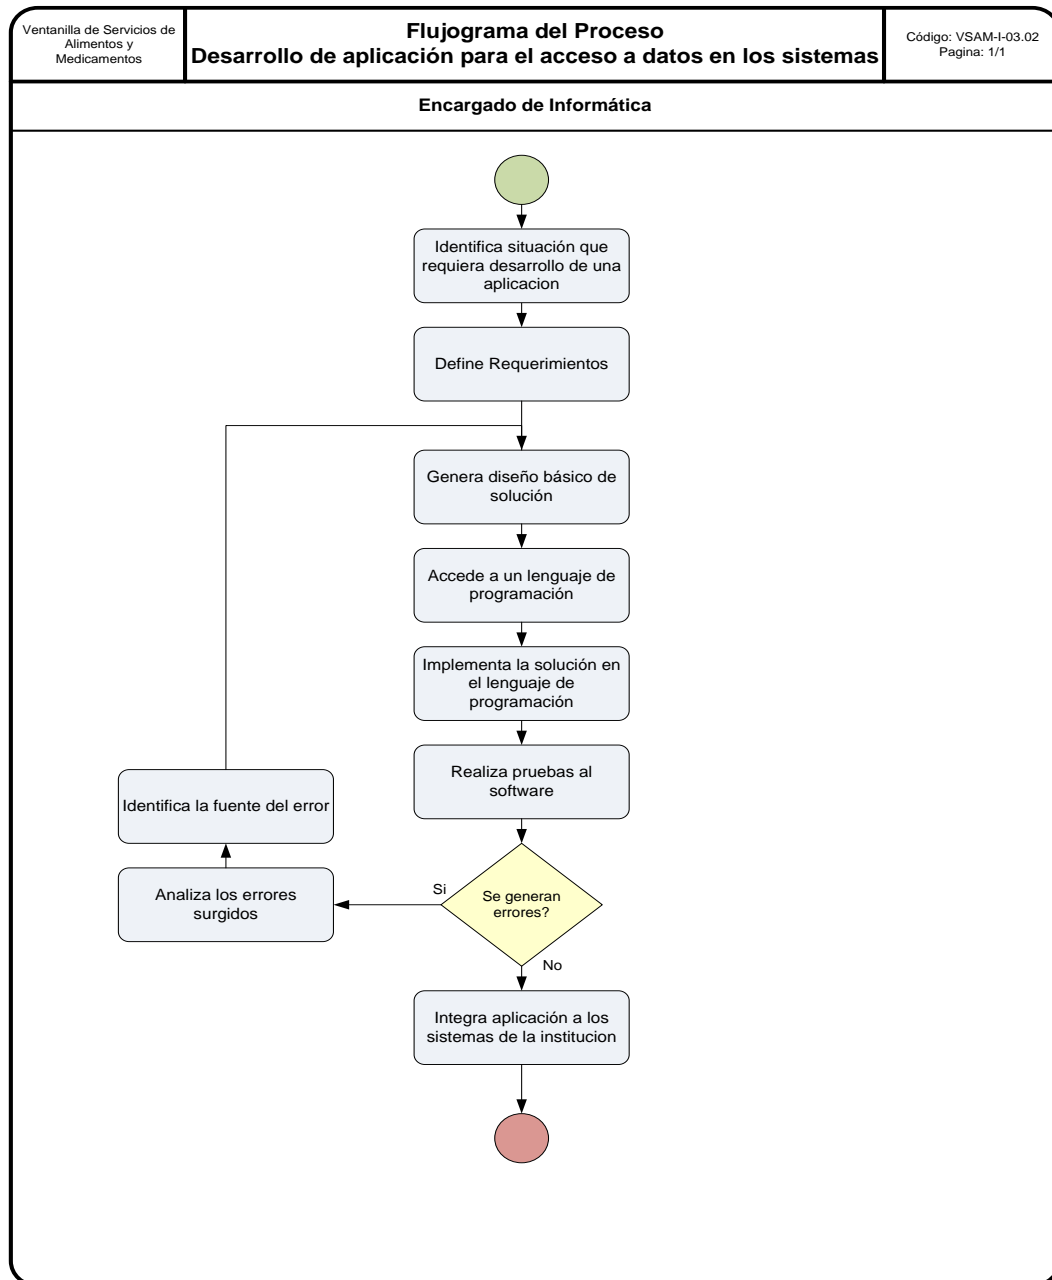 Ventanilla de Servicios de
Alimentos y
Medicamentos
Flujograma del Proceso
Desarrollo de aplicación para el acceso a datos en los sistemas
Código: VSAM-I-03.02
Pagina: 1/1
Encargado de Informática
Identifica situación que
requiera desarrollo de una
aplicacion
Define Requerimientos
Genera diseño básico de
solución
Accede a un lenguaje de
programación
Implementa la solución en
el lenguaje de
programación
Realiza pruebas al
software
Identifica la fuente del error
Analiza los errores
surgidos
Si
Se generan
errores?
No
Integra aplicación a los
sistemas de la institucion